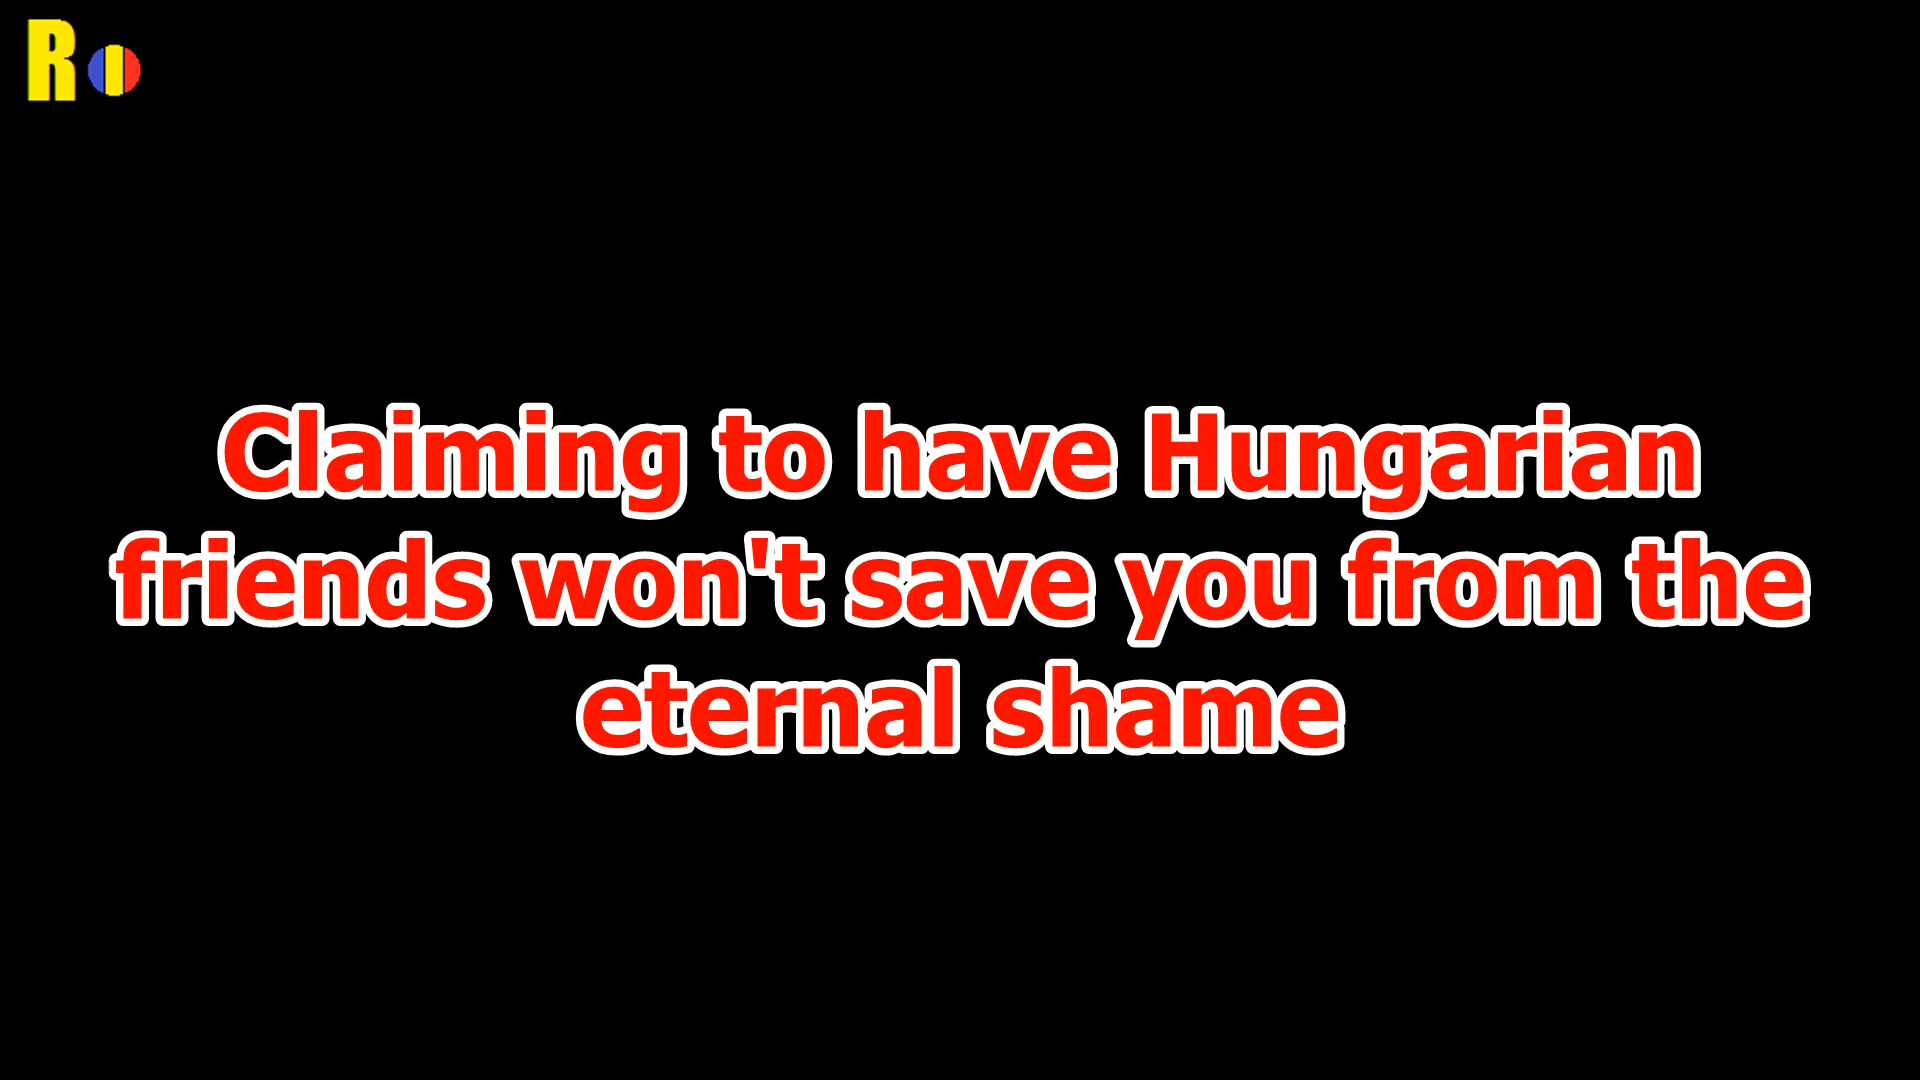 R
Claiming to have Hungarian
friends won't save you from the
eternal shame